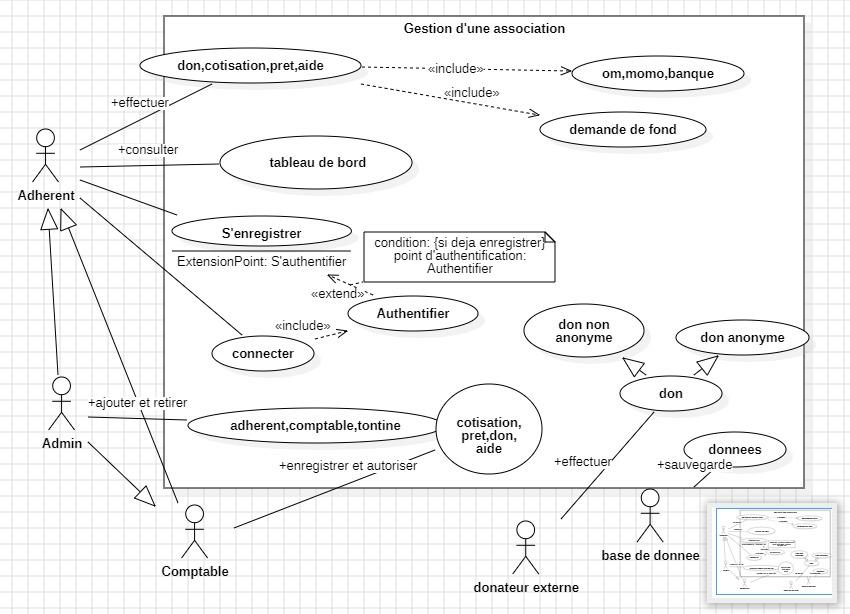 Gestion d'une association
don,cotisation,pret,aide
«include»
om,momo,banque
«include»
+effectuer
demande de fond
+consulter
tableau de bord
Adherent
S'enregistrer
ExtensionPoint: S'authentifier
condition: {si deja enregistrer}
point d'authentification:
Authentifier
«extend»
Authentifier
«include»
connecter
don non
anonyme
don anonyme
don
+ajouter et retirer
Admin
adherent,comptable,tontine
cotisation,
pret,don,
aide
+enregistrer et autoriser
+effectuer
donnees
+sauvegarde
Comptable
donateur externe
base de donnee